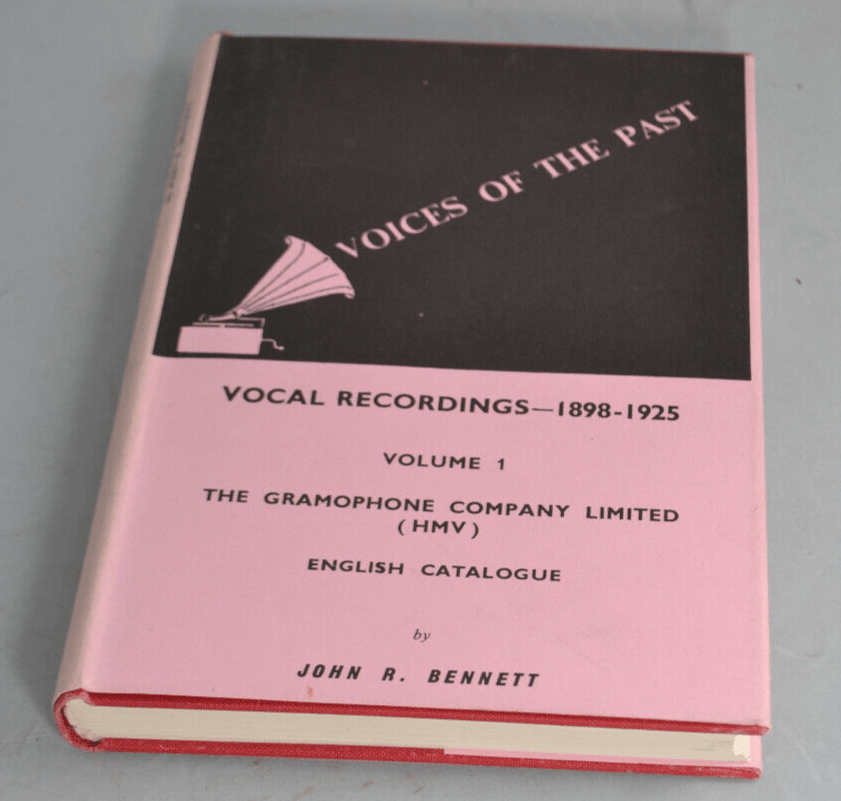 VOICES OF THE PAST
VOCAL RECORDINGS—1898-1925
VOLUME 1
THE GRAMOPHONE COMPANY LIMITED
(HMV)
ENGLISH CATALOGUE
by
JOHN R. BENNETT